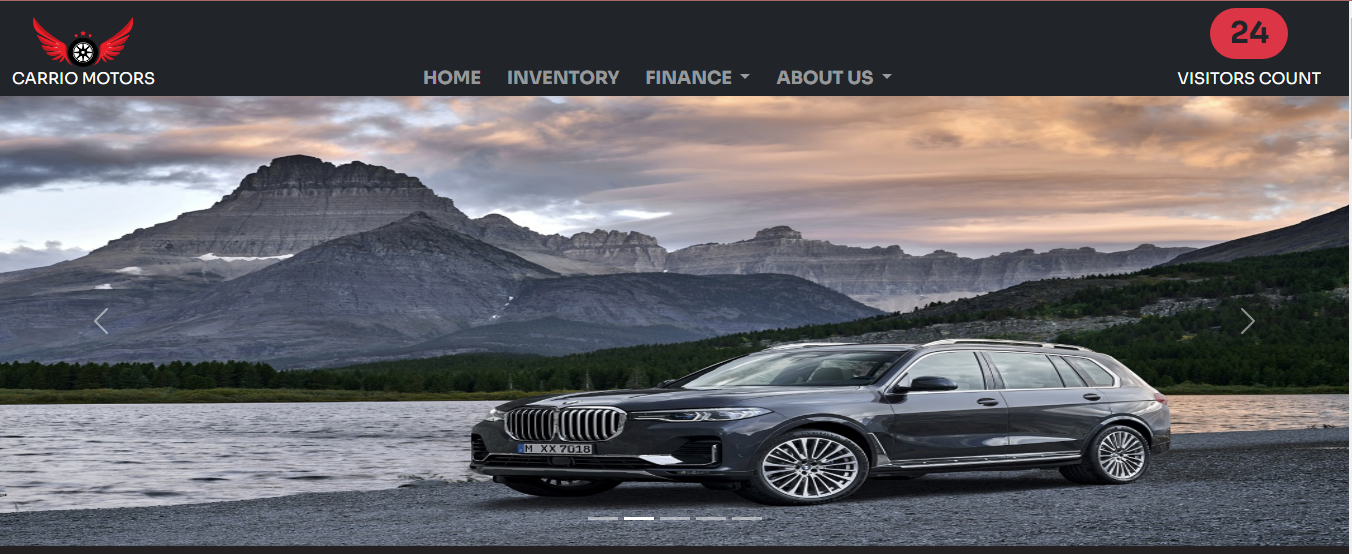 CARRIO MOTORS
HOME INVENTORY FINANCE ABOUT US
24
VISITORS COUNT
M XX 7018